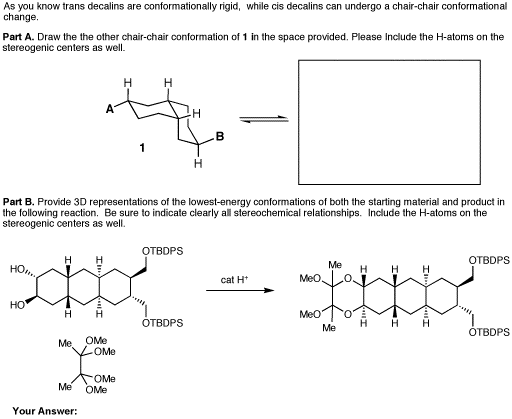 As you know trans decalins are conformationally rigid, while cis decalins can undergo a chair-chair conformational
change.
Part A. Draw the the other chair-chair conformation of 1 in the space provided. Please Include the H-atoms on the
stereogenic centers as well.
H H
A H
B
1 H
Part B. Provide 3D representations of the lowest-energy conformations of both the starting material and product in
the following reaction. Be sure to indicate clearly all stereochemical relationships. Include the H-atoms on the
stereogenic centers as well.
OTBDPS
HO H H
HO H H
OTBDPS
Me OMe
OMe
OMe
Me OMe
cat H+
OTBDPS
Me H H H
MeO O
MeO O
Me H H H
OTBDPS
Your Answer: